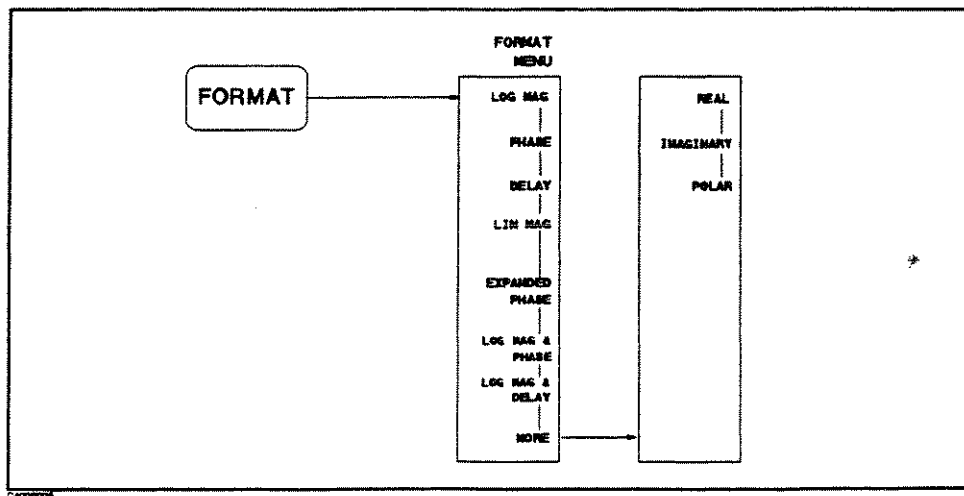 FORMAT
FORMAT
MENU
LOG MAG
PHASE
DELAY
LIN MAG
EXPANDED
PHASE
LOG MAG &
PHASE
LOG MAG &
DELAY
MORE
REAL
IMAGINARY
POLAR